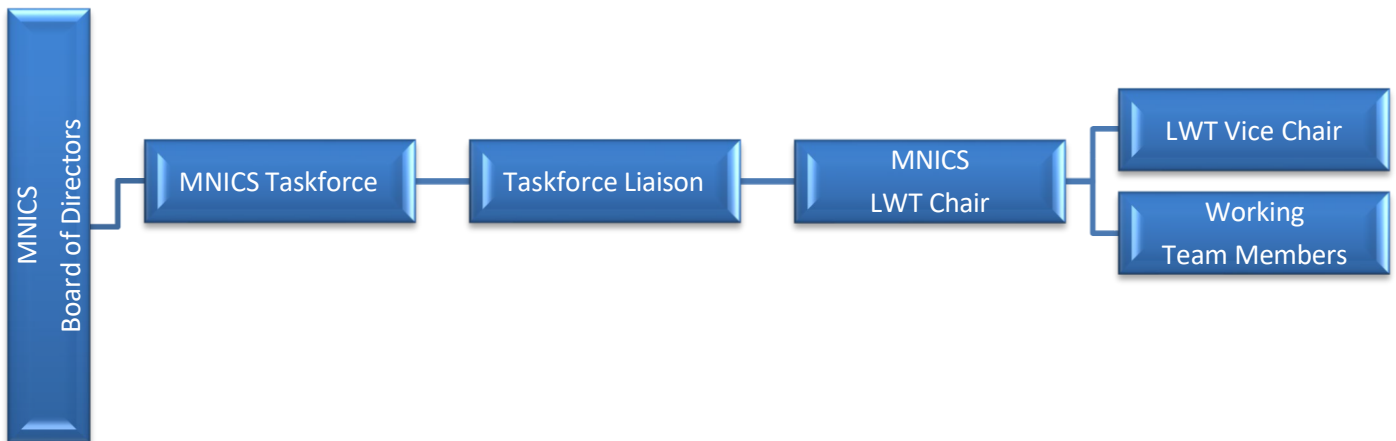 MNICS
Board of Directors
MNICS Taskforce
Taskforce Liaison
MNICS
LWT Chair
LWT Vice Chair
Working
Team Members